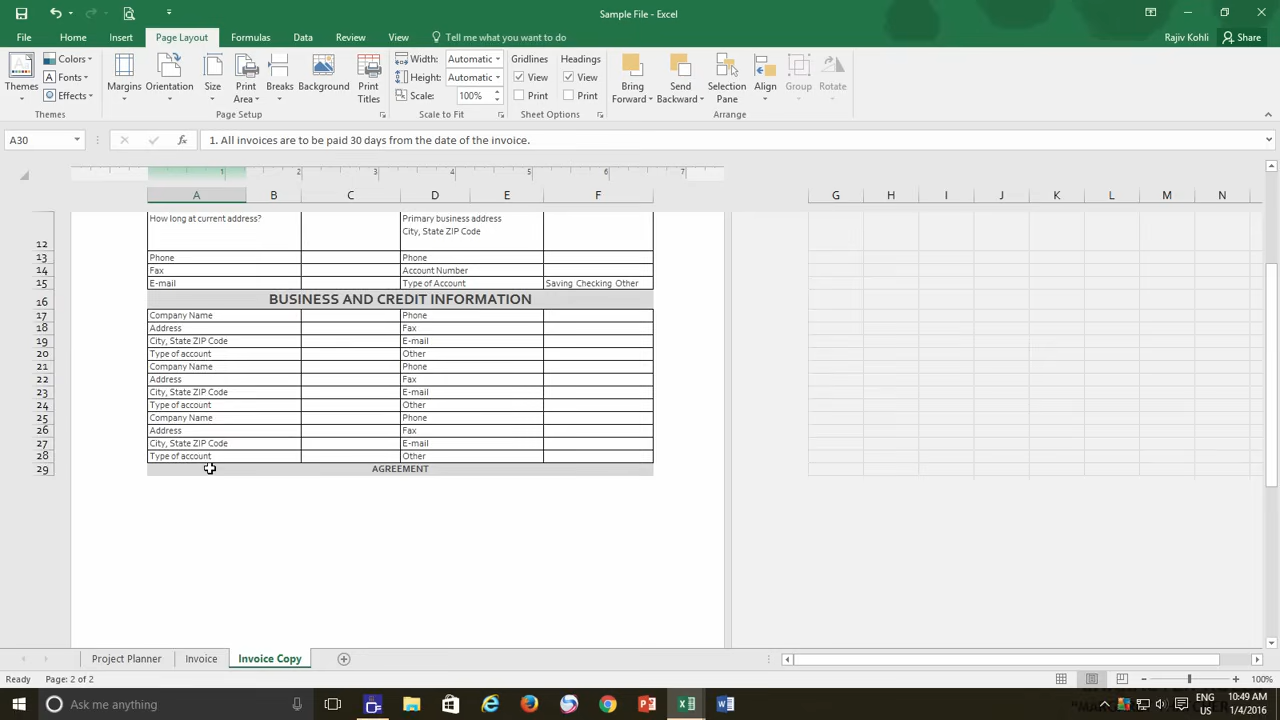 Sample File - Excel
File Home Insert Page Layout Formulas Data Review View Tell me what you want to do Rajiv Kohli Share
Themes Colors Fonts Effects Margins Orientation Size Print Area Breaks Background Print Titles Width: Automatic Height: Automatic Scale: 100% Gridlines View Print Headings View Print Bring Forward Send Backward Selection Pane Align Group Rotate
Themes Page Setup Scale to Fit Sheet Options Arrange
A30 fx 1. All invoices are to be paid 30 days from the date of the invoice.
1 2 3 4 5 6 7
A B C D E F G H I J K L M N
12 How long at current address? Primary business address
City, State ZIP Code
13 Phone Phone
14 Fax Account Number
15 E-mail Type of Account Saving Checking Other
16 BUSINESS AND CREDIT INFORMATION
17 Company Name Phone
18 Address Fax
19 City, State ZIP Code E-mail
20 Type of account Other
21 Company Name Phone
22 Address Fax
23 City, State ZIP Code E-mail
24 Type of account Other
25 Company Name Phone
26 Address Fax
27 City, State ZIP Code E-mail
28 Type of account Other
29 AGREEMENT
Project Planner Invoice Invoice Copy
Ready Page: 2 of 2 100%
Ask me anything ENG 10:49 AM
US 1/4/2016